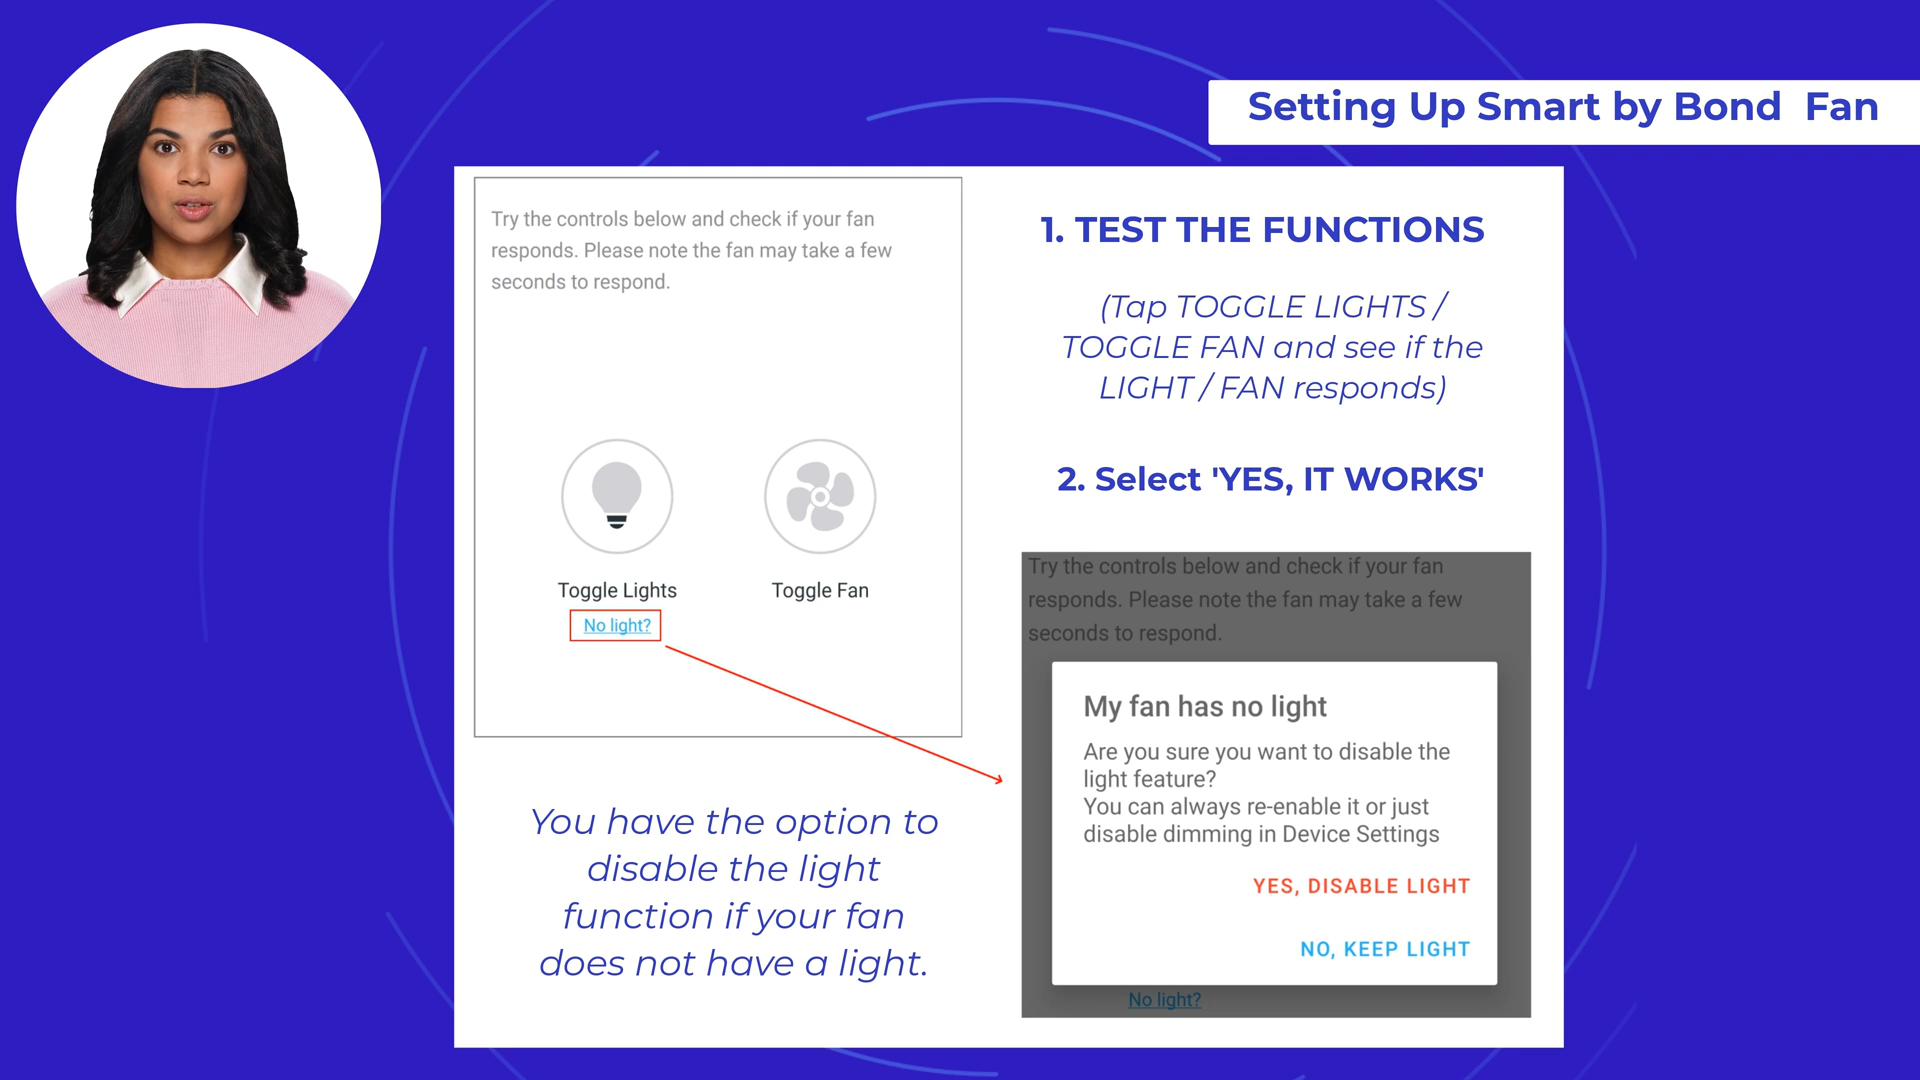 Setting Up Smart by Bond  Fan
Try the controls below and check if your fan
responds. Please note the fan may take a few
seconds to respond.
Toggle Lights
Toggle Fan
No light?
You have the option to
disable the light
function if your fan
does not have a light.
1. TEST THE FUNCTIONS
(Tap TOGGLE LIGHTS /
TOGGLE FAN and see if the
LIGHT / FAN responds)
2. Select 'YES, IT WORKS'
Try the controls below and check if your fan
responds. Please note the fan may take a few
seconds to respond.
My fan has no light
Are you sure you want to disable the
light feature?
You can always re-enable it or just
disable dimming in Device Settings
YES, DISABLE LIGHT
NO, KEEP LIGHT
No light?